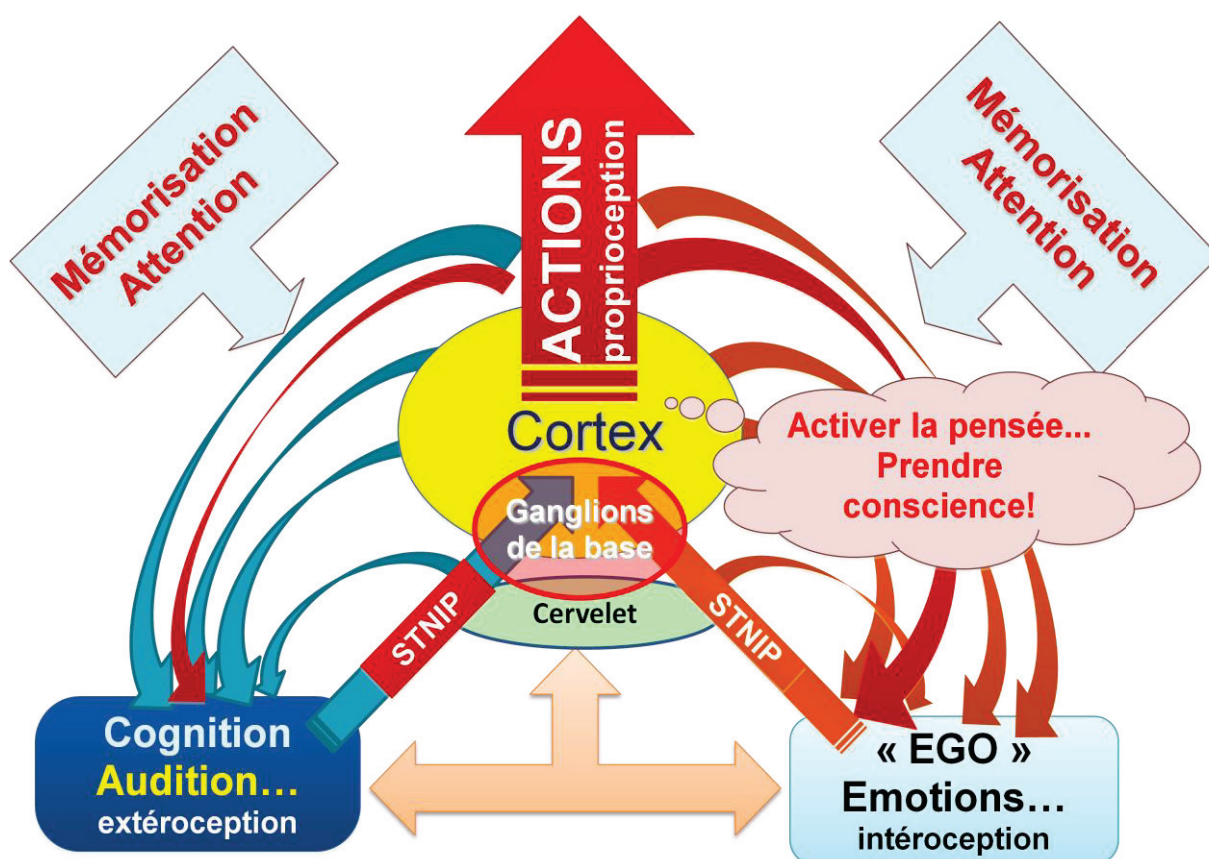 Mémorisation
Attention
ACTIONS
proprioception
Mémorisation
Attention
Cortex
Activer la pensée...
Prendre
conscience!
Ganglions
de la base
STNIP
Cervelet
STNIP
Cognition
Audition...
extéroception
« EGO »
Emotions...
intéroception